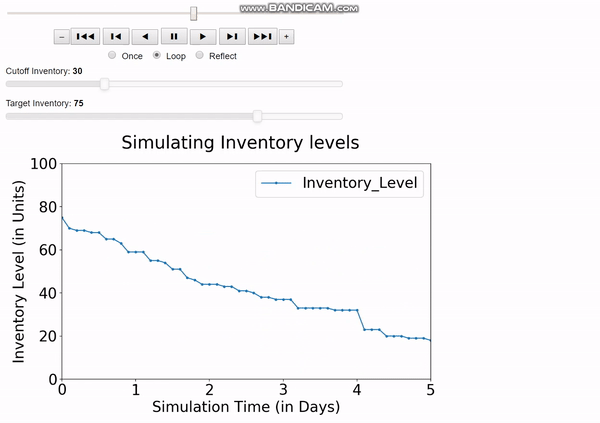 www.BANDICAM.com
– +
Once Loop Reflect
Cutoff Inventory: 30
Target Inventory: 75
Simulating Inventory levels
Inventory_Level
Inventory Level (in Units)
100
80
60
40
20
0
0 1 2 3 4 5
Simulation Time (in Days)